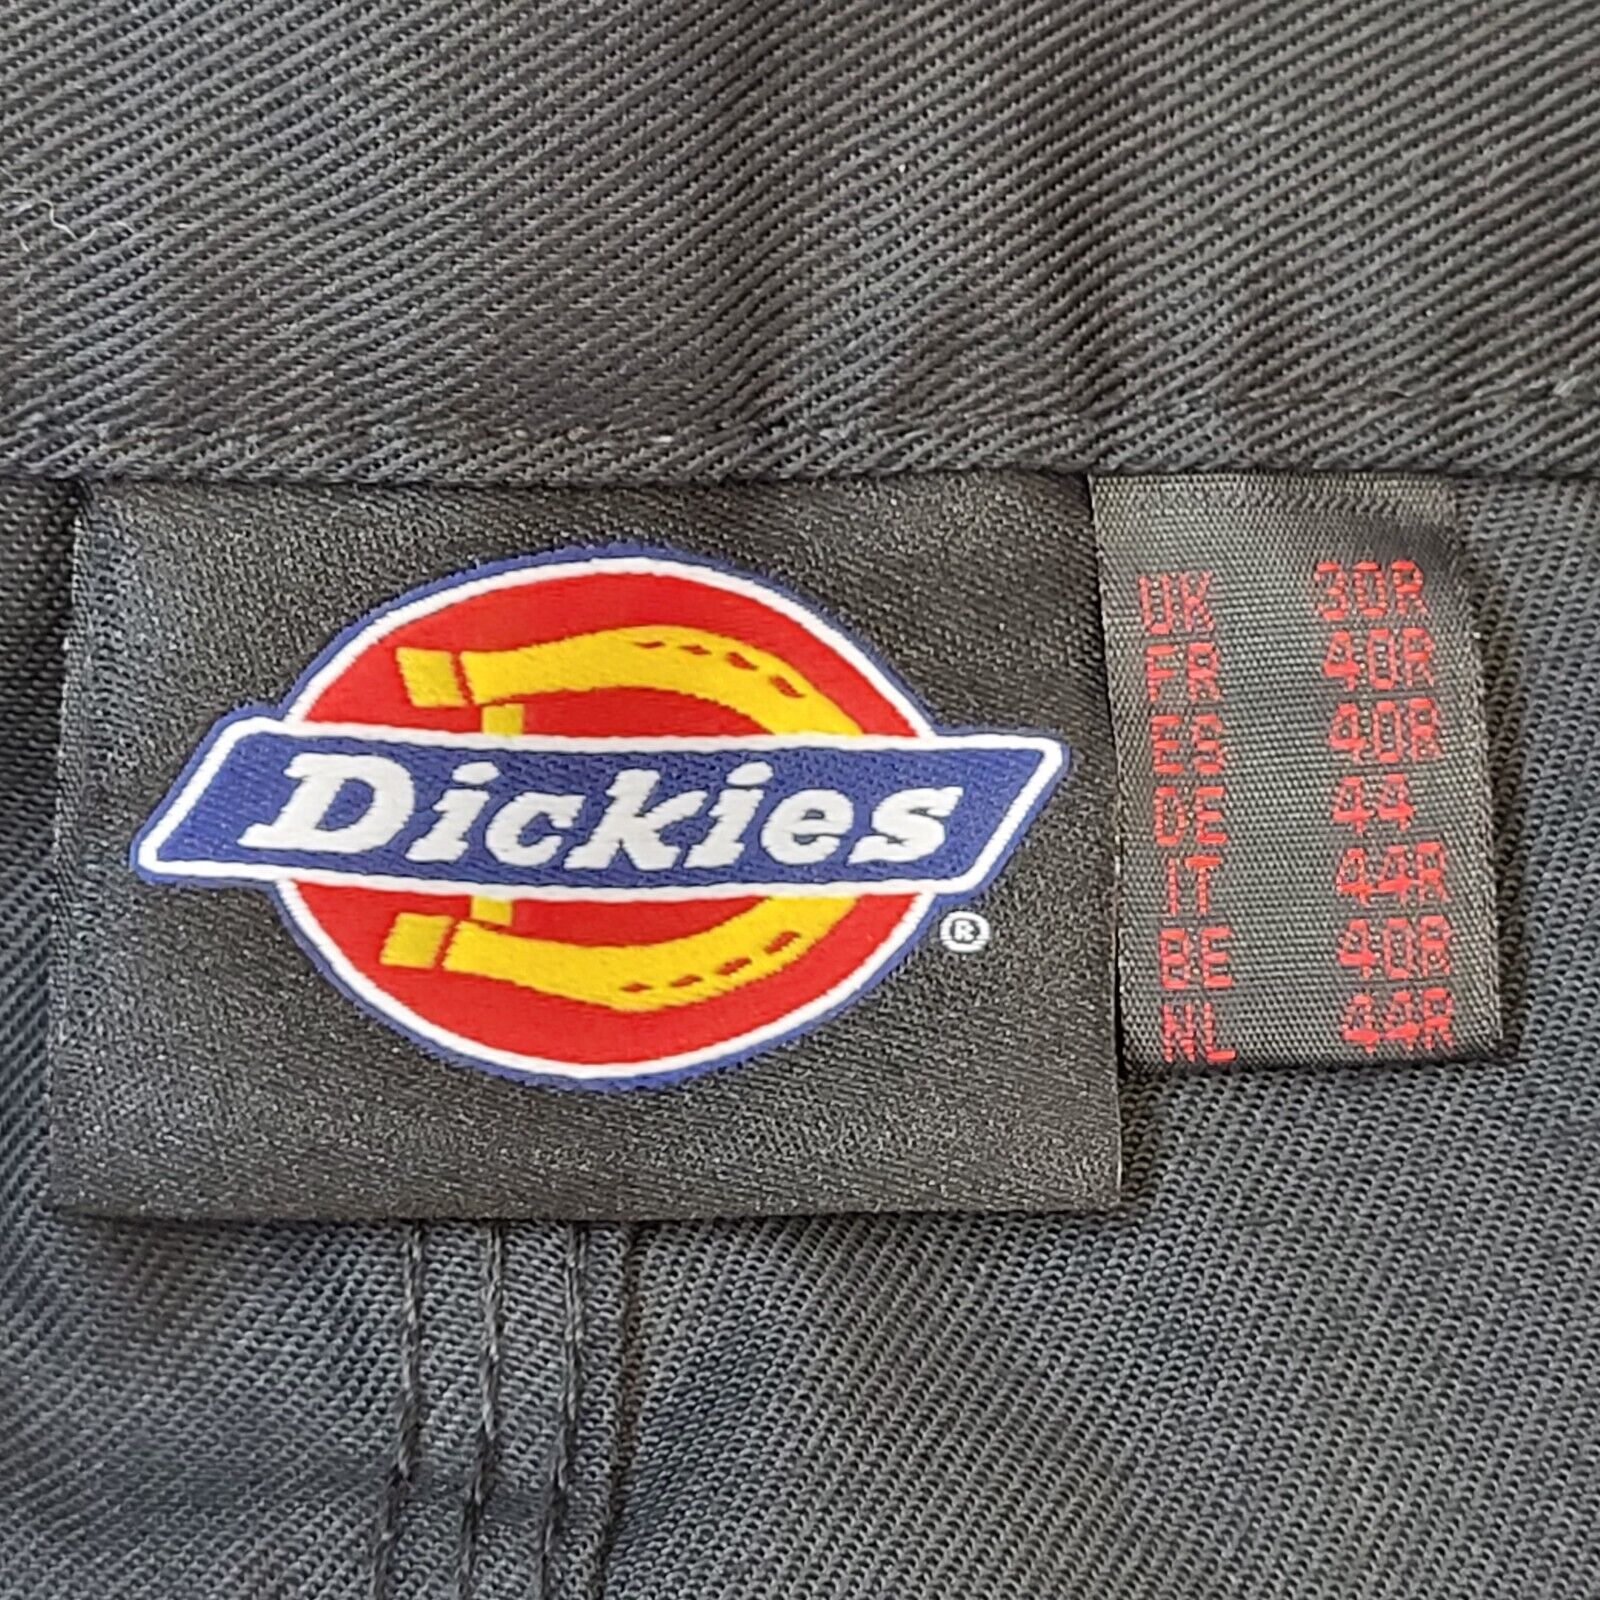 Dickies
®
UK 30R
FR 40R
ES 40R
DE 44
IT 44R
BE 40R
NL 44R